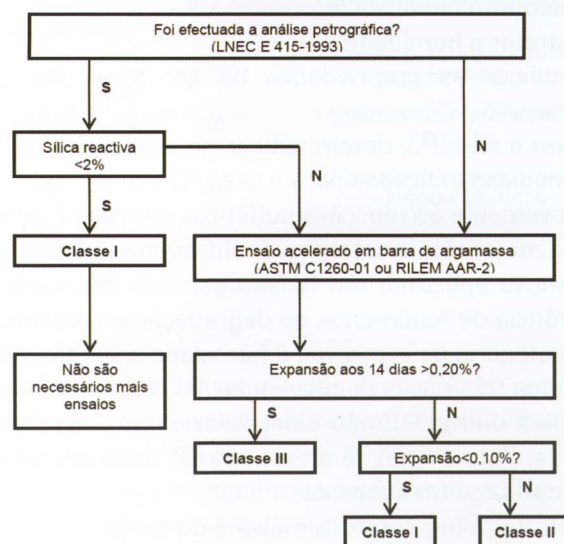 Foi efectuada a análise petrográfica?
(LNEC E 415-1993)
S
N
Sílica reactiva
<2%
N
S
Classe I
Ensaio acelerado em barra de argamassa
(ASTM C1260-01 ou RILEM AAR-2)
Não são
necessários mais
ensaios
Expansão aos 14 dias >0,20%?
S
N
Classe III
Expansão<0,10%?
S
N
Classe I
Classe II